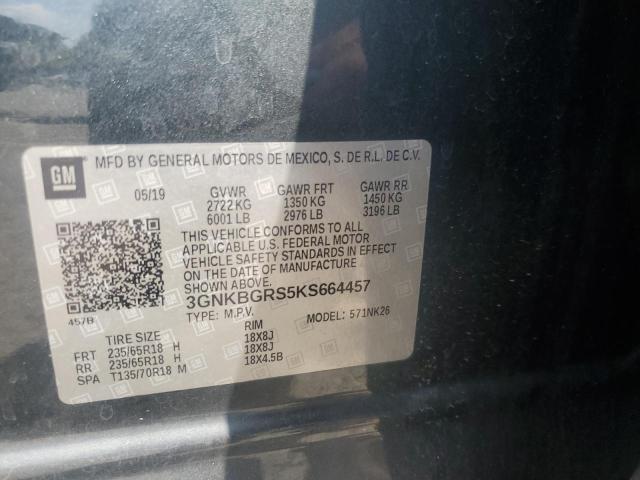 GM MFD BY GENERAL MOTORS DE MEXICO, S. DE R.L. DE C.V.
05/19 GVWR GAWR FRT GAWR RR
2722 KG 1350 KG 1450 KG
6001 LB 2976 LB 3196 LB
THIS VEHICLE CONFORMS TO ALL
APPLICABLE U.S. FEDERAL MOTOR
VEHICLE SAFETY STANDARDS IN EFFECT
ON THE DATE OF MANUFACTURE
SHOWN ABOVE.
3GNKBGRS5KS664457
457B TYPE: M.P.V. MODEL: 571NK26
TIRE SIZE RIM
FRT 235/65R18 H 18X8J
RR 235/65R18 H 18X8J
SPA T135/70R18 M 18X4.5B